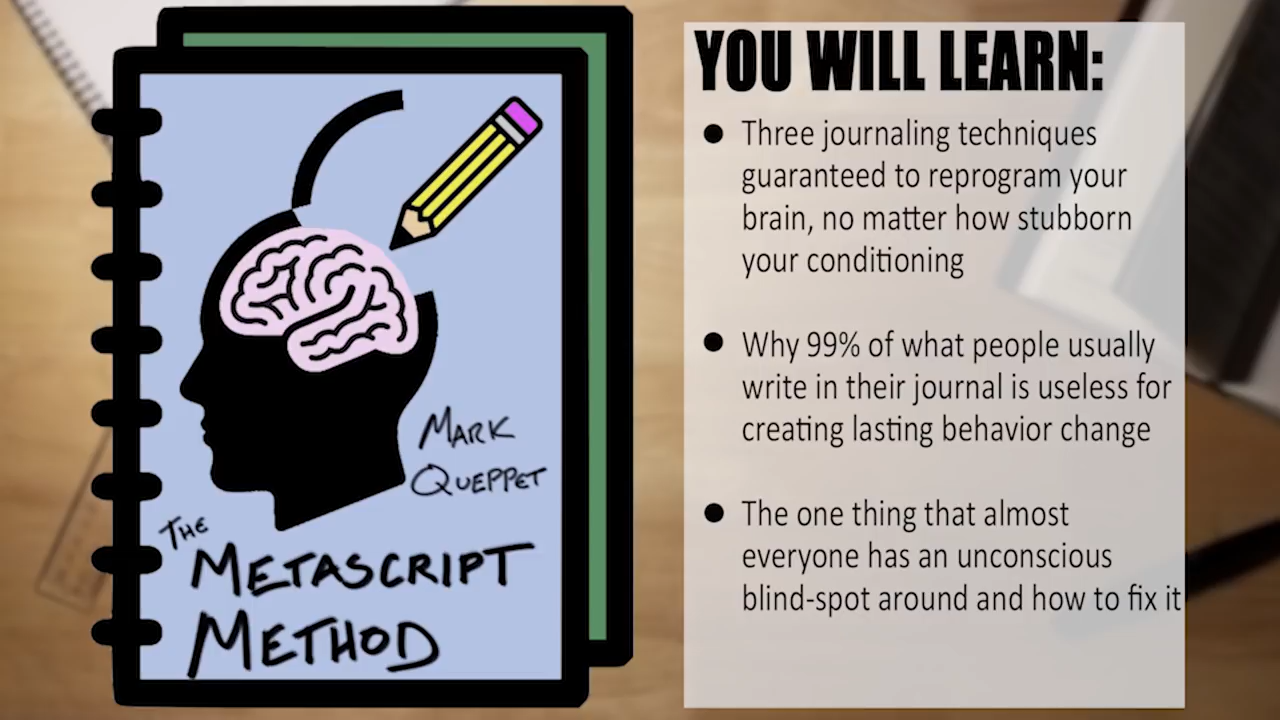 MARK
QUEPPET
THE
METASCRIPT
METHOD
YOU WILL LEARN:
● Three journaling techniques
guaranteed to reprogram your
brain, no matter how stubborn
your conditioning
● Why 99% of what people usually
write in their journal is useless for
creating lasting behavior change
● The one thing that almost
everyone has an unconscious
blind-spot around and how to fix it